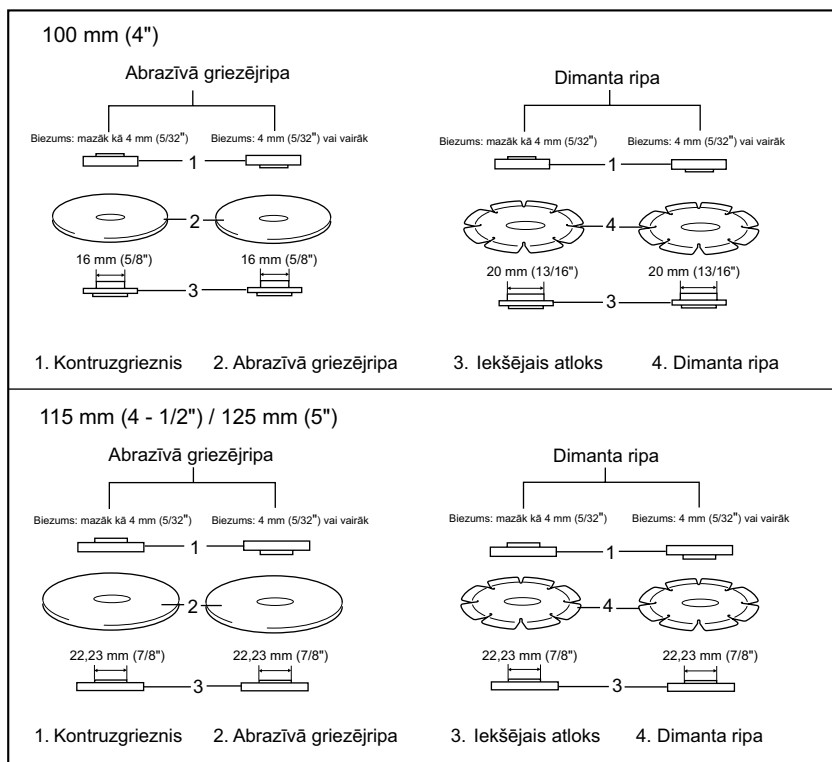 100 mm (4")
Abrazīvā griezējripa
Dimanta ripa
Biezums: mazāk kā 4 mm (5/32") Biezums: 4 mm (5/32") vai vairāk
Biezums: mazāk kā 4 mm (5/32") Biezums: 4 mm (5/32") vai vairāk
1
1
2
4
16 mm (5/8") 16 mm (5/8")
20 mm (13/16") 20 mm (13/16")
3
3
1. Kontruzgrieznis 2. Abrazīvā griezējripa 3. Iekšējais atloks 4. Dimanta ripa
115 mm (4 - 1/2") / 125 mm (5")
Abrazīvā griezējripa
Dimanta ripa
Biezums: mazāk kā 4 mm (5/32") Biezums: 4 mm (5/32") vai vairāk
Biezums: mazāk kā 4 mm (5/32") Biezums: 4 mm (5/32") vai vairāk
1
1
2
4
22,23 mm (7/8") 22,23 mm (7/8")
22,23 mm (7/8") 22,23 mm (7/8")
3
3
1. Kontruzgrieznis 2. Abrazīvā griezējripa 3. Iekšējais atloks 4. Dimanta ripa